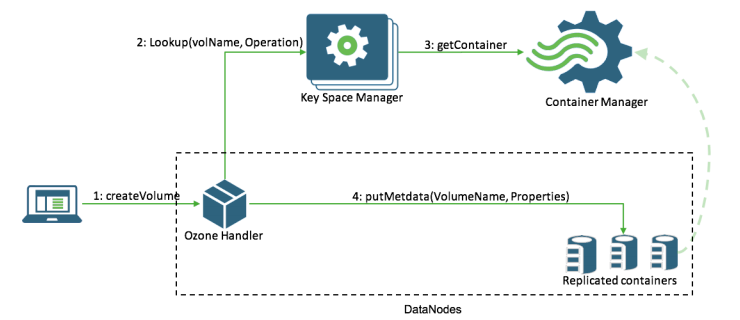 2: Lookup(volName, Operation)
3: getContainer
Key Space Manager
Container Manager
1: createVolume
4: putMetdata(VolumeName, Properties)
Ozone Handler
Replicated containers
DataNodes